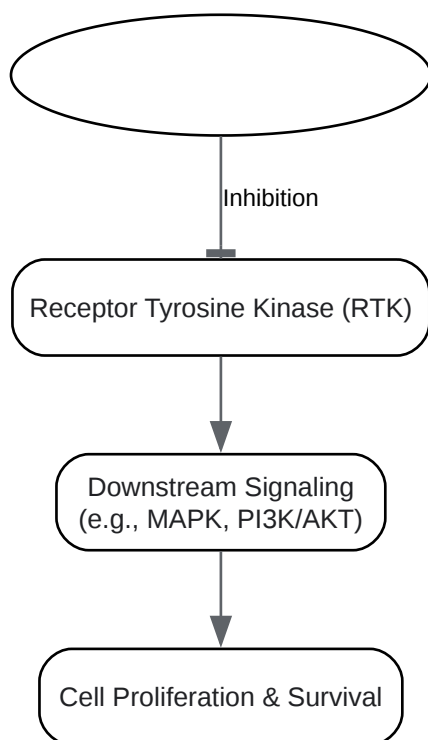 Inhibition
Receptor Tyrosine Kinase (RTK)
Downstream Signaling
(e.g., MAPK, PI3K/AKT)
Cell Proliferation & Survival